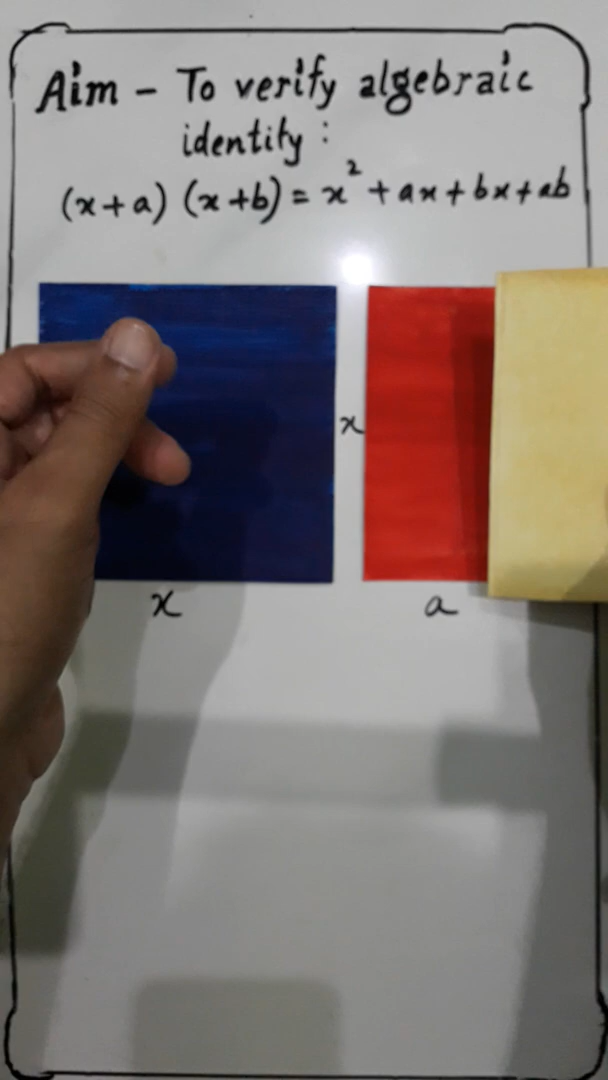 Aim - To verify algebraic
identity :
(x+a) (x+b) = x² + ax + bx + ab
x
x
a